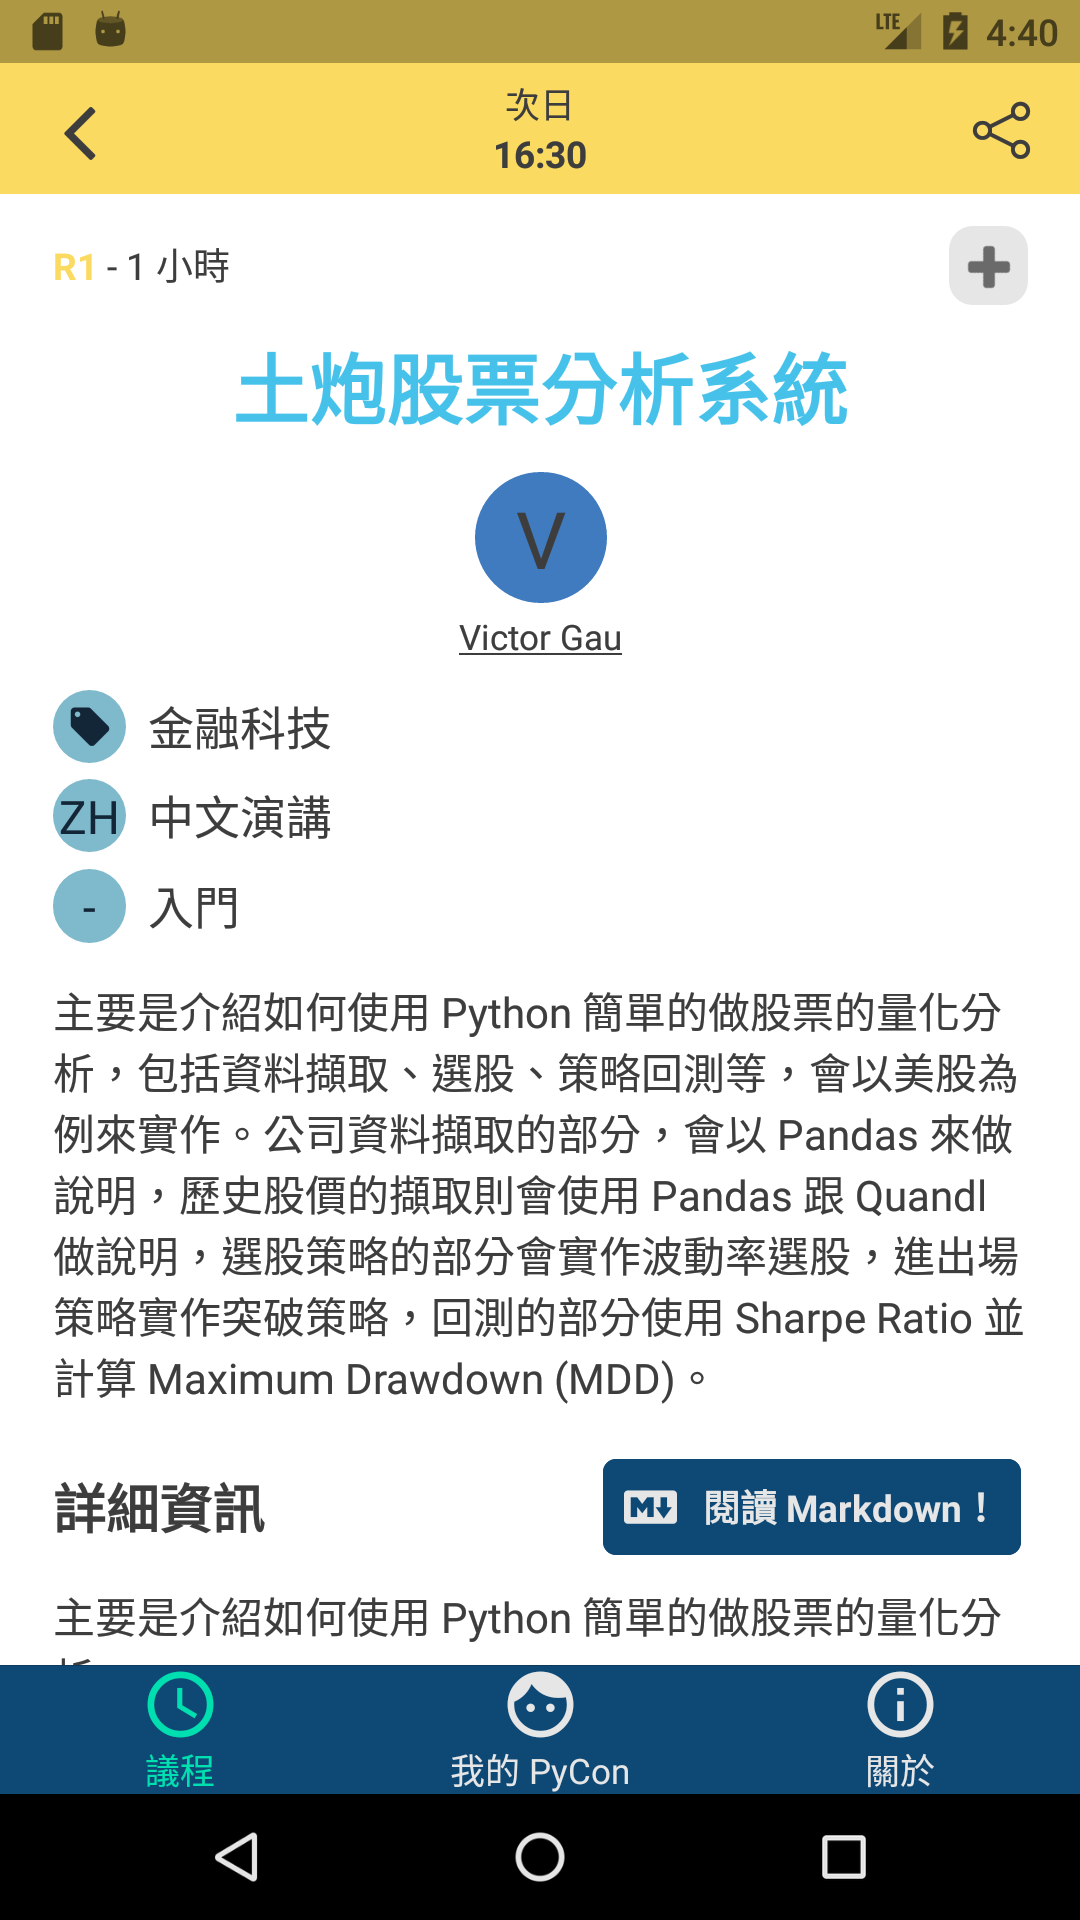 LTE 4:40
次日
16:30
R1 - 1 小時
土炮股票分析系統
V
Victor Gau
金融科技
ZH 中文演講
- 入門
主要是介紹如何使用 Python 簡單的做股票的量化分
析，包括資料擷取、選股、策略回測等，會以美股為
例來實作。公司資料擷取的部分，會以 Pandas 來做
說明，歷史股價的擷取則會使用 Pandas 跟 Quandl
做說明，選股策略的部分會實作波動率選股，進出場
策略實作突破策略，回測的部分使用 Sharpe Ratio 並
計算 Maximum Drawdown (MDD)。
詳細資訊
閱讀 Markdown！
主要是介紹如何使用 Python 簡單的做股票的量化分
議程
我的 PyCon
關於